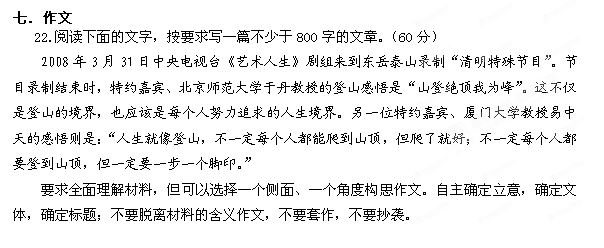 七．作文
22.阅读下面的文字，按要求写一篇不少于800字的文章。（60分）
2008年3月31日中央电视台《艺术人生》剧组来到东岳泰山录制“清明特殊节目”。节
目录制结束时，特约嘉宾、北京师范大学于丹教授的登山感悟是“山登绝顶我为峰”。这不仅
是登山的境界，也应该是每个人努力追求的人生境界。另一位特约嘉宾、厦门大学教授易中
天的感悟则是：“人生就像登山，不一定每个人都能爬到山顶，但爬了就好；不一定每个人都
要登到山顶，但一定要一步一个脚印。”
要求全面理解材料，但可以选择一个侧面、一个角度构思作文。自主确定立意，确定文
体，确定标题；不要脱离材料的含义作文，不要套作，不要抄袭。